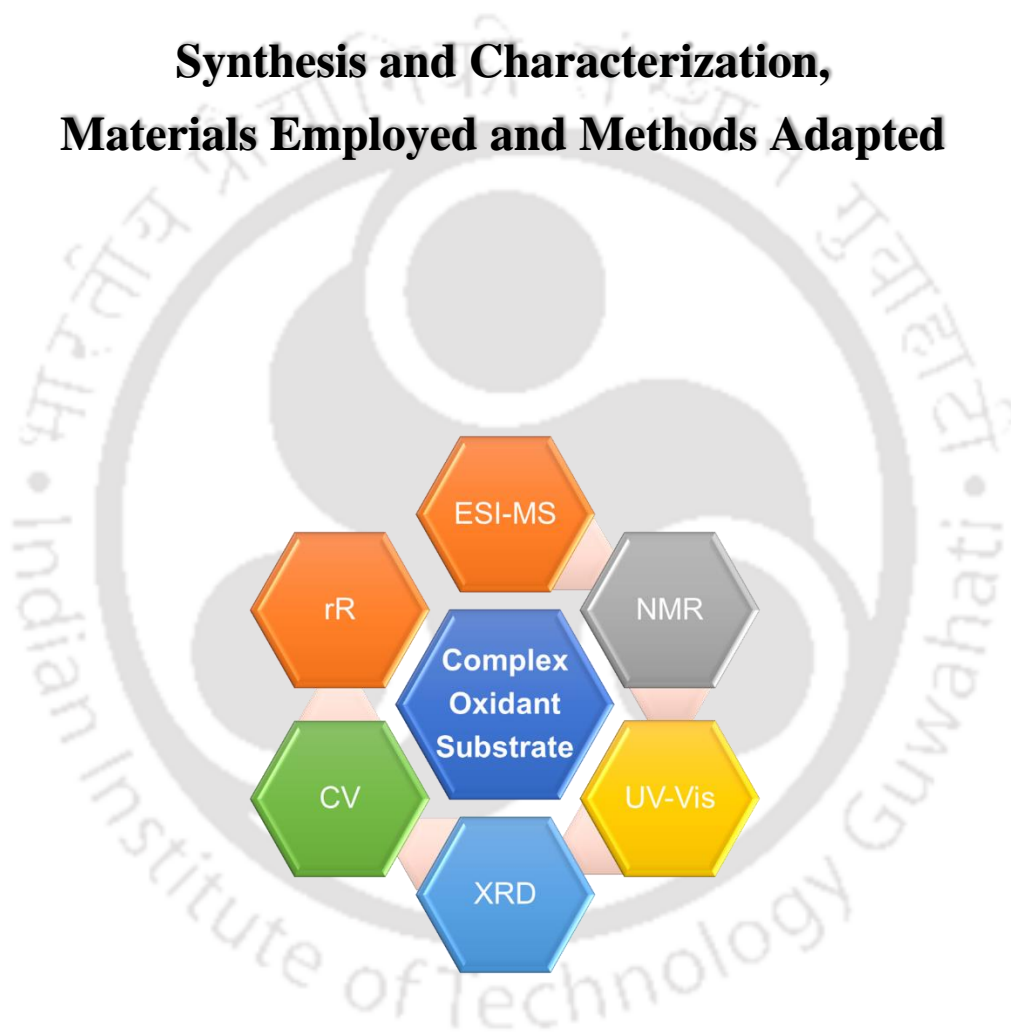 Synthesis and Characterization,
Materials Employed and Methods Adapted
ESI-MS
rR
NMR
Complex
Oxidant
Substrate
CV
UV-Vis
XRD
भारतीय प्रौद्योगिकी संस्थान गुवाहाटी
Indian Institute of Technology Guwahati